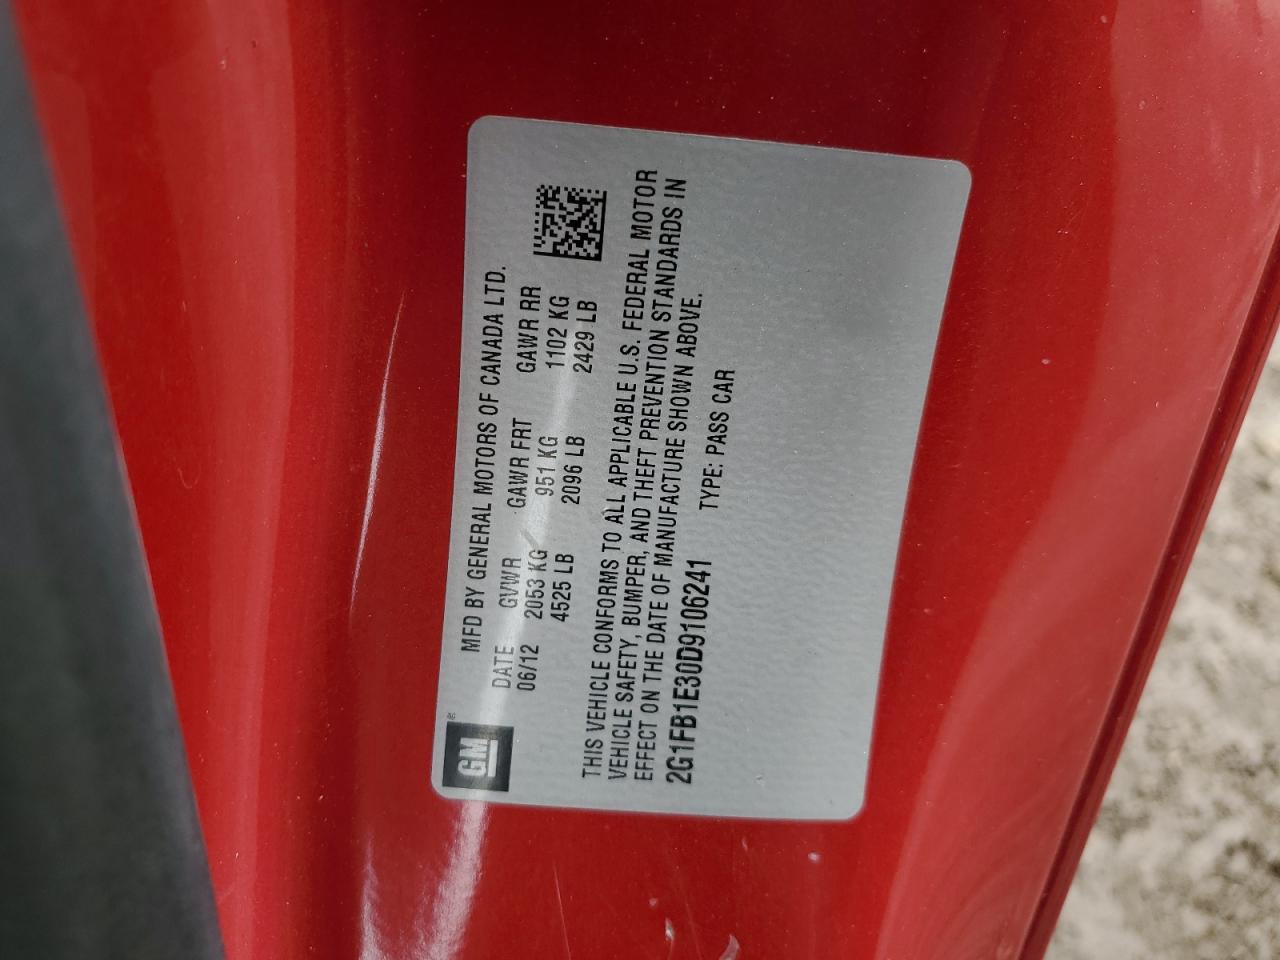 GM
MFD BY GENERAL MOTORS OF CANADA LTD.
DATE GVWR GAWR FRT GAWR RR
06/12 2053 KG 951 KG 1102 KG
4525 LB 2096 LB 2429 LB
THIS VEHICLE CONFORMS TO ALL APPLICABLE U.S. FEDERAL MOTOR
VEHICLE SAFETY, BUMPER, AND THEFT PREVENTION STANDARDS IN
EFFECT ON THE DATE OF MANUFACTURE SHOWN ABOVE.
2G1FB1E30D9106241 TYPE: PASS CAR